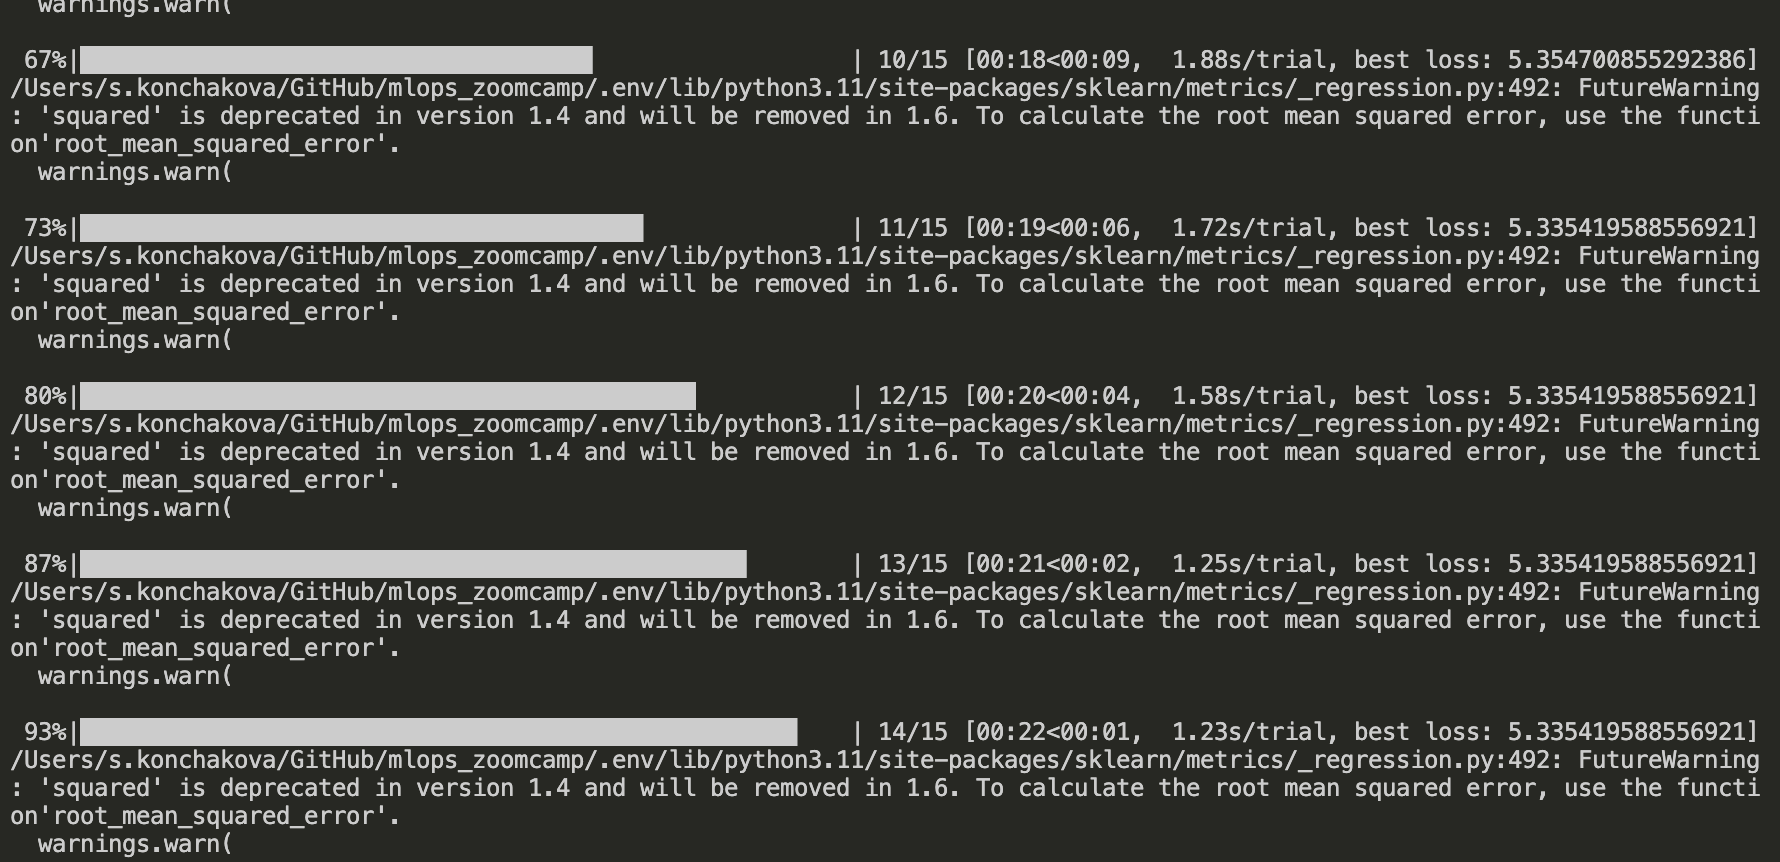 warnings.warn(
67%| | 10/15 [00:18<00:09, 1.88s/trial, best loss: 5.354700855292386]
/Users/s.konchakova/GitHub/mlops_zoomcamp/.env/lib/python3.11/site-packages/sklearn/metrics/_regression.py:492: FutureWarning
: 'squared' is deprecated in version 1.4 and will be removed in 1.6. To calculate the root mean squared error, use the functi
on'root_mean_squared_error'.
warnings.warn(
73%| | 11/15 [00:19<00:06, 1.72s/trial, best loss: 5.335419588556921]
/Users/s.konchakova/GitHub/mlops_zoomcamp/.env/lib/python3.11/site-packages/sklearn/metrics/_regression.py:492: FutureWarning
: 'squared' is deprecated in version 1.4 and will be removed in 1.6. To calculate the root mean squared error, use the functi
on'root_mean_squared_error'.
warnings.warn(
80%| | 12/15 [00:20<00:04, 1.58s/trial, best loss: 5.335419588556921]
/Users/s.konchakova/GitHub/mlops_zoomcamp/.env/lib/python3.11/site-packages/sklearn/metrics/_regression.py:492: FutureWarning
: 'squared' is deprecated in version 1.4 and will be removed in 1.6. To calculate the root mean squared error, use the functi
on'root_mean_squared_error'.
warnings.warn(
87%| | 13/15 [00:21<00:02, 1.25s/trial, best loss: 5.335419588556921]
/Users/s.konchakova/GitHub/mlops_zoomcamp/.env/lib/python3.11/site-packages/sklearn/metrics/_regression.py:492: FutureWarning
: 'squared' is deprecated in version 1.4 and will be removed in 1.6. To calculate the root mean squared error, use the functi
on'root_mean_squared_error'.
warnings.warn(
93%| | 14/15 [00:22<00:01, 1.23s/trial, best loss: 5.335419588556921]
/Users/s.konchakova/GitHub/mlops_zoomcamp/.env/lib/python3.11/site-packages/sklearn/metrics/_regression.py:492: FutureWarning
: 'squared' is deprecated in version 1.4 and will be removed in 1.6. To calculate the root mean squared error, use the functi
on'root_mean_squared_error'.
warnings.warn(